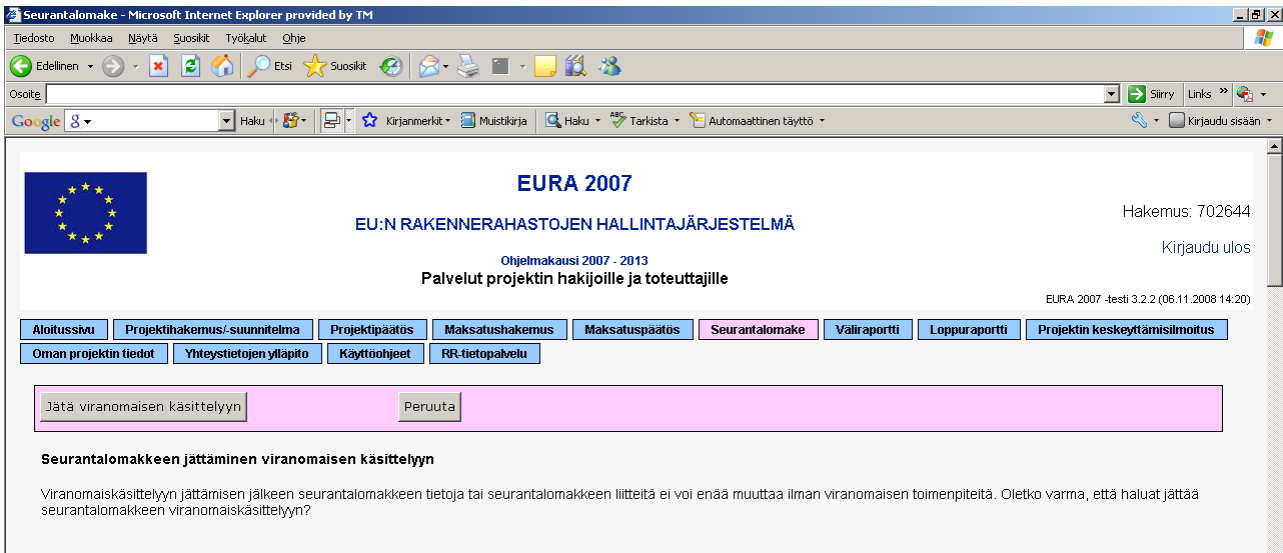 Seurantalomake - Microsoft Internet Explorer provided by TM
Tiedosto Muokkaa Näytä Suosikit Työkalut Ohje
Edellinen Etsi Suosikit
Osoite Siirry Links »
Google Haku Kirjanmerkit Muistikirja Haku Tarkista Automaattinen täyttö Kirjaudu sisään
EURA 2007
EU:N RAKENNERAHASTOJEN HALLINTAJÄRJESTELMÄ
Hakemus: 702644
Kirjaudu ulos
Ohjelmakausi 2007 - 2013
Palvelut projektin hakijoille ja toteuttajille
EURA 2007 -testi 3.2.2 (06.11.2008 14:20)
Aloitussivu Projektihakemus/-suunnitelma Projektipäätös Maksatushakemus Maksatuspäätös Seurantalomake Väliraportti Loppuraportti Projektin keskeyttämisilmoitus
Oman projektin tiedot Yhteystietojen ylläpito Käyttöohjeet RR-tietopalvelu
Jätä viranomaisen käsittelyyn Peruuta
Seurantalomakkeen jättäminen viranomaisen käsittelyyn
Viranomaiskäsittelyyn jättämisen jälkeen seurantalomakkeen tietoja tai seurantalomakkeen liitteitä ei voi enää muuttaa ilman viranomaisen toimenpiteitä. Oletko varma, että haluat jättää
seurantalomakkeen viranomaiskäsittelyyn?